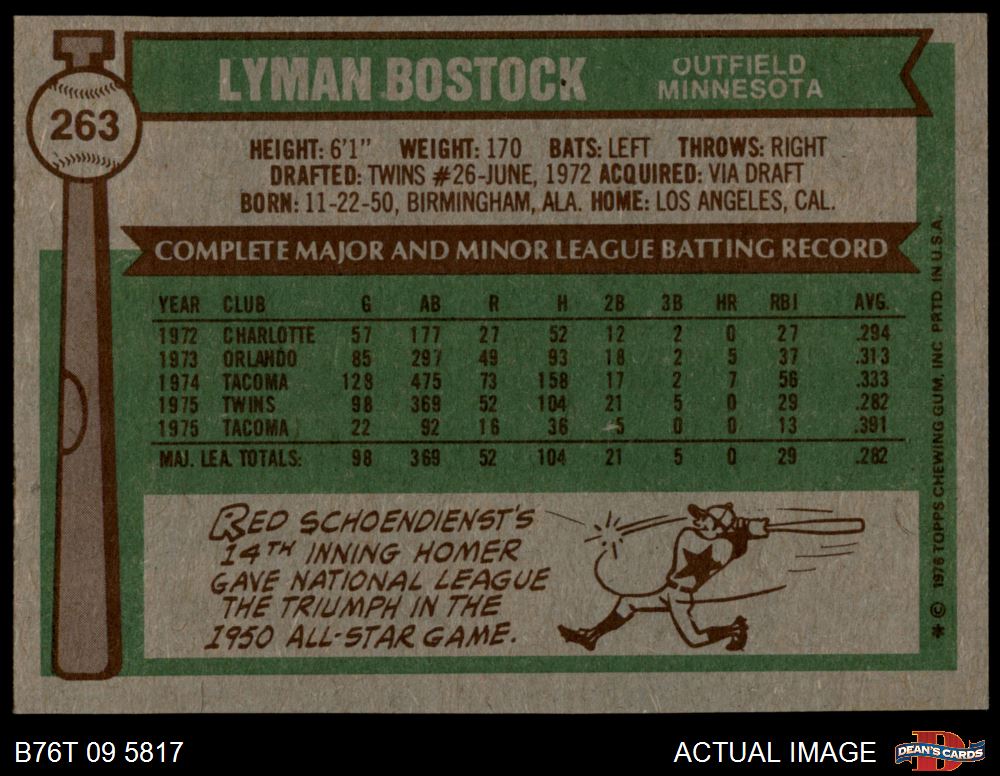 263
LYMAN BOSTOCK
OUTFIELD
MINNESOTA
HEIGHT: 6'1" WEIGHT: 170 BATS: LEFT THROWS: RIGHT
DRAFTED: TWINS #26-JUNE, 1972 ACQUIRED: VIA DRAFT
BORN: 11-22-50, BIRMINGHAM, ALA. HOME: LOS ANGELES, CAL.
COMPLETE MAJOR AND MINOR LEAGUE BATTING RECORD
YEAR CLUB G AB R H 2B 3B HR RBI AVG.
1972 CHARLOTTE 57 177 27 52 12 2 0 27 .294
1973 ORLANDO 85 297 49 93 18 2 5 37 .313
1974 TACOMA 128 475 73 158 17 2 7 56 .333
1975 TWINS 98 369 52 104 21 5 0 29 .282
1975 TACOMA 22 92 16 36 5 0 0 13 .391
MAJ. LEA. TOTALS: 98 369 52 104 21 5 0 29 .282
RED SCHOENDIENST'S
14TH INNING HOMER
GAVE NATIONAL LEAGUE
THE TRIUMPH IN THE
1950 ALL-STAR GAME.
* © 1976 TOPPS CHEWING GUM, INC. PRTD. IN U.S.A.
B76T 09 5817
ACTUAL IMAGE
DEAN'S CARDS